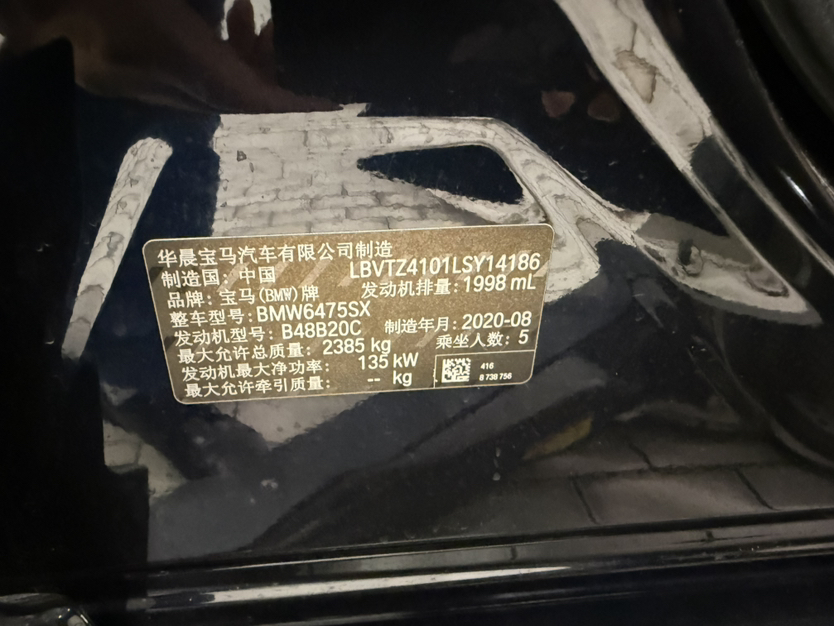 华晨宝马汽车有限公司制造
制造国: 中国 LBVTZ4101LSY14186
品牌: 宝马(BMW)牌 发动机排量: 1998 mL
整车型号: BMW6475SX
发动机型号: B48B20C 制造年月: 2020-08
最大允许总质量: 2385 kg 乘坐人数: 5
发动机最大净功率: 135 kW
最大允许牵引质量: -- kg
416
8 738 756